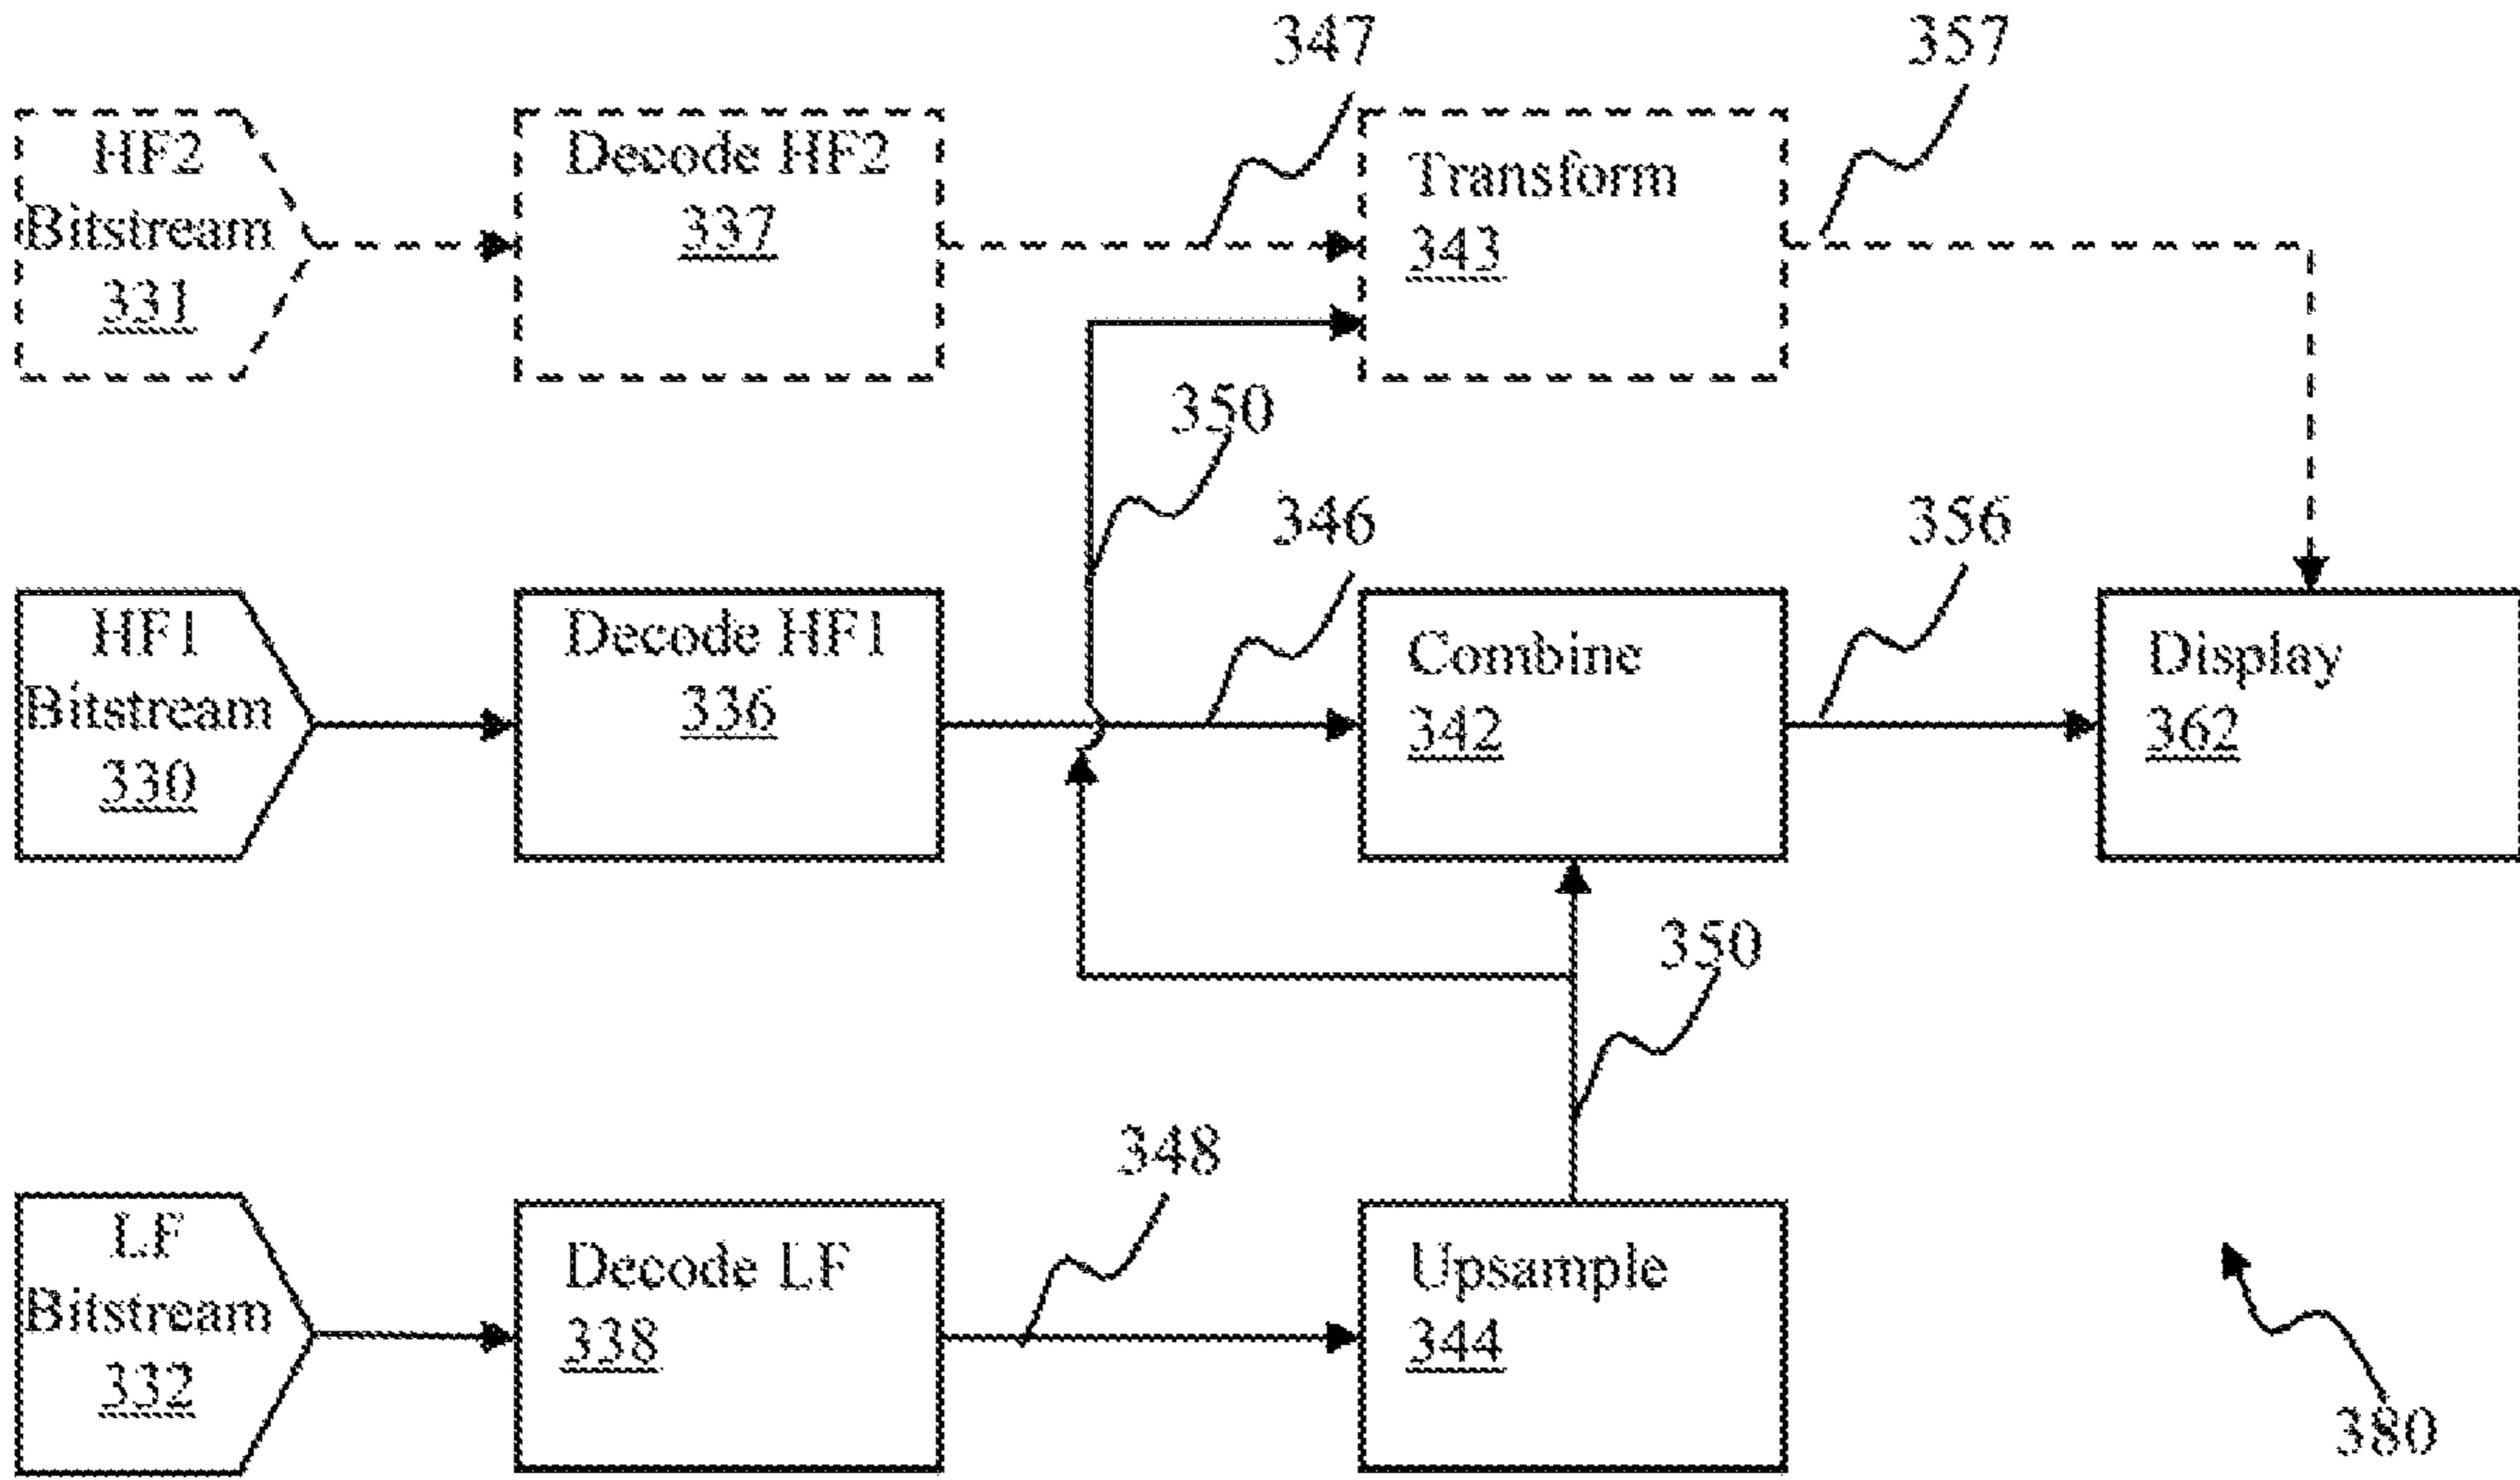 347
357
HF2
Bitstream
331
Decode HF2
337
Transform
343
350
346
356
HF1
Bitstream
330
Decode HF1
336
Combine
342
Display
362
350
348
LF
Bitstream
332
Decode LF
338
Upsample
344
380